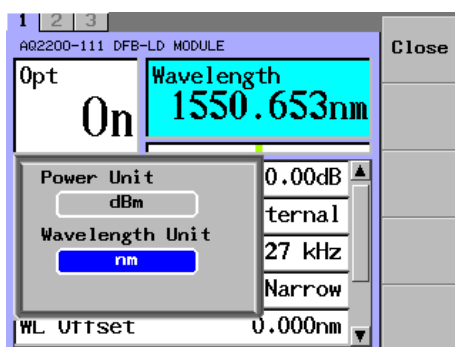 1 2 3
AQ2200-111 DFB-LD MODULE
Close
Opt
On
Wavelength
1550.653nm
Power Unit
dBm
Wavelength Unit
nm
0.00dB
ternal
27 kHz
Narrow
WL Offset 0.000nm